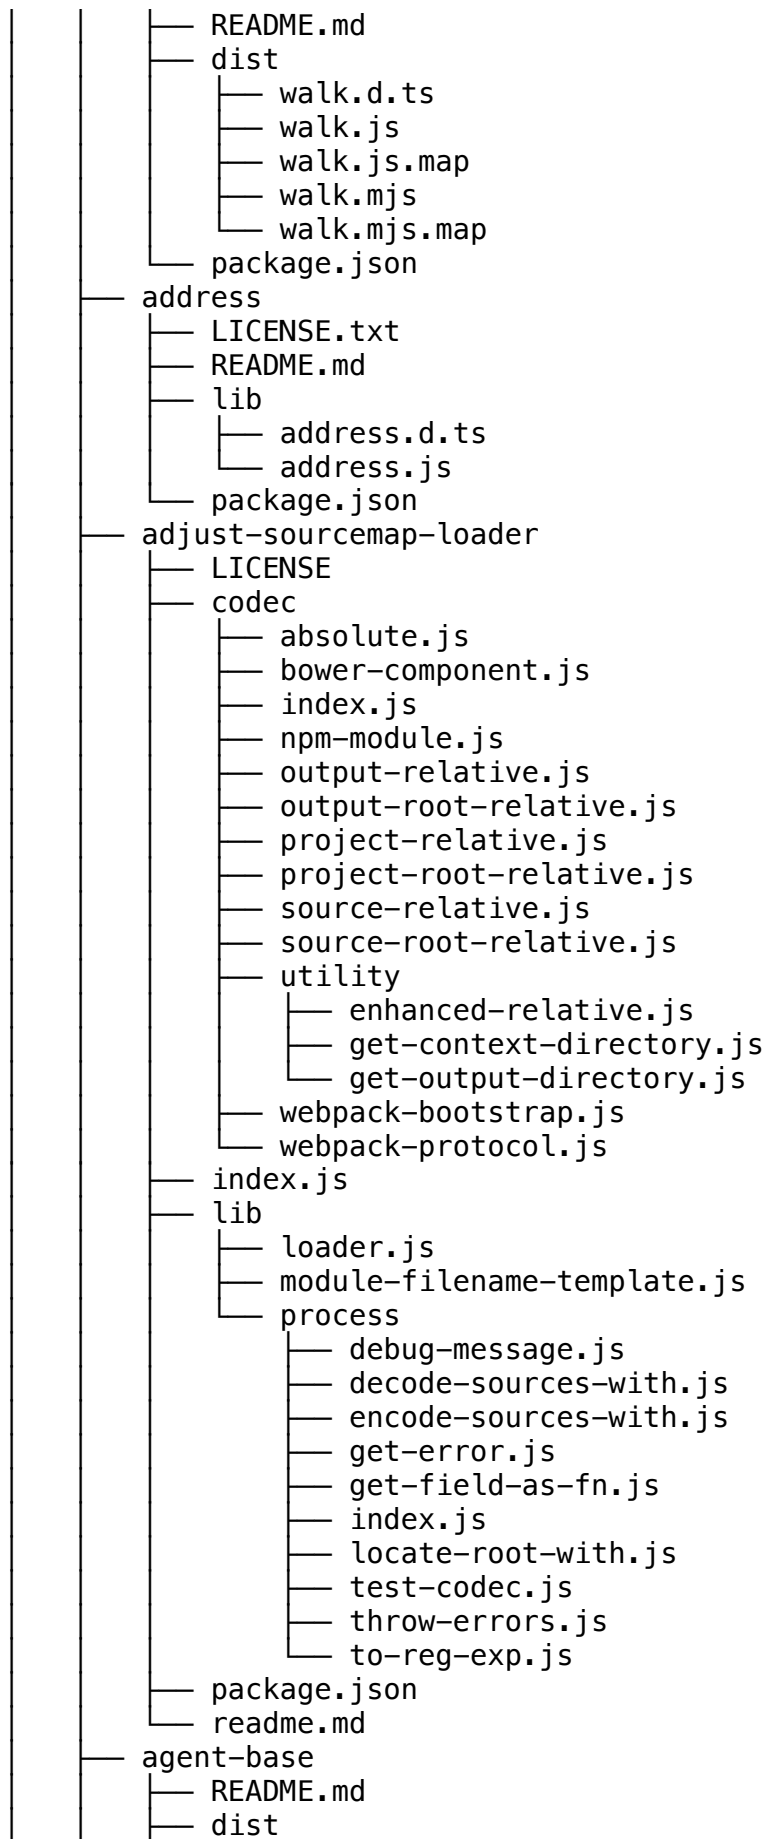 │   │   ├── README.md
│   │   ├── dist
│   │   │   ├── walk.d.ts
│   │   │   ├── walk.js
│   │   │   ├── walk.js.map
│   │   │   ├── walk.mjs
│   │   │   └── walk.mjs.map
│   │   └── package.json
│   ├── address
│   │   ├── LICENSE.txt
│   │   ├── README.md
│   │   ├── lib
│   │   │   ├── address.d.ts
│   │   │   └── address.js
│   │   └── package.json
│   ├── adjust-sourcemap-loader
│   │   ├── LICENSE
│   │   ├── codec
│   │   │   ├── absolute.js
│   │   │   ├── bower-component.js
│   │   │   ├── index.js
│   │   │   ├── npm-module.js
│   │   │   ├── output-relative.js
│   │   │   ├── output-root-relative.js
│   │   │   ├── project-relative.js
│   │   │   ├── project-root-relative.js
│   │   │   ├── source-relative.js
│   │   │   ├── source-root-relative.js
│   │   │   ├── utility
│   │   │   │   ├── enhanced-relative.js
│   │   │   │   ├── get-context-directory.js
│   │   │   │   └── get-output-directory.js
│   │   │   ├── webpack-bootstrap.js
│   │   │   └── webpack-protocol.js
│   │   ├── index.js
│   │   ├── lib
│   │   │   ├── loader.js
│   │   │   ├── module-filename-template.js
│   │   │   └── process
│   │   │       ├── debug-message.js
│   │   │       ├── decode-sources-with.js
│   │   │       ├── encode-sources-with.js
│   │   │       ├── get-error.js
│   │   │       ├── get-field-as-fn.js
│   │   │       ├── index.js
│   │   │       ├── locate-root-with.js
│   │   │       ├── test-codec.js
│   │   │       ├── throw-errors.js
│   │   │       └── to-reg-exp.js
│   │   ├── package.json
│   │   └── readme.md
│   ├── agent-base
│   │   ├── README.md
│   │   ├── dist